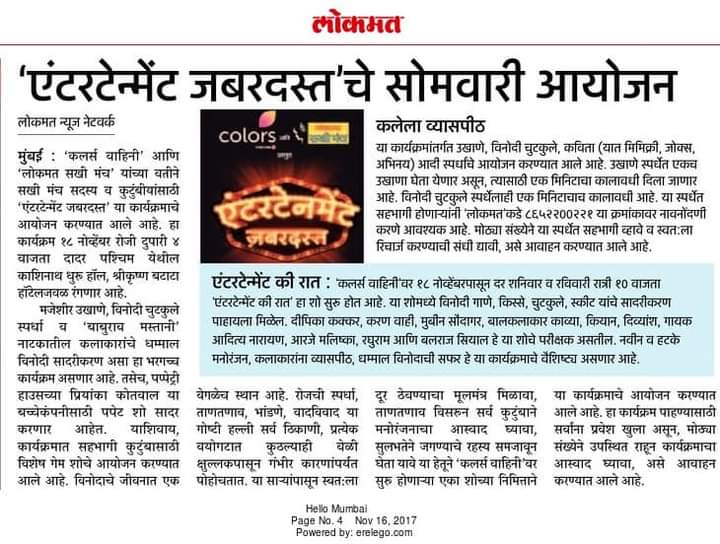 लोकमत
‘एंटरटेन्मेंट जबरदस्त’चे सोमवारी आयोजन
लोकमत न्यूज नेटवर्क
मुंबई : ‘कलर्स वाहिनी’ आणि
‘लोकमत सखी मंच’ यांच्या वतीने
सखी मंच सदस्य व कुटुंबीयांसाठी
‘एंटरटेन्मेंट जबरदस्त’ या कार्यक्रमाचे
आयोजन करण्यात आले आहे. हा
कार्यक्रम १८ नोव्हेंबर रोजी दुपारी ४
वाजता दादर पश्चिम येथील
काशिनाथ धुरु हॉल, श्रीकृष्ण बटाटा
हॉटेलजवळ रंगणार आहे.
मजेशीर उखाणे, विनोदी चुटकुले
स्पर्धा व ‘बाबुराव मस्तानी’
नाटकातील कलाकारांचे धम्माल
विनोदी सादरीकरण असा हा भरगच्च
कार्यक्रम असणार आहे. तसेच, पप्पेट्री
हाउसच्या प्रियांका कोतवाल या
बच्चेकंपनीसाठी पपेट शो सादर
करणार आहेत. याशिवाय,
कार्यक्रमात सहभागी कुटुंबासाठी
विशेष गेम शोचे आयोजन करण्यात
आले आहे. विनोदाचे जीवनात एक
colors आणि सखी मंच
प्रस्तुत
एंटरटेनमेंट
ज़बरदस्त
कलेला व्यासपीठ
या कार्यक्रमांतर्गत उखाणे, विनोदी चुटकुले, कविता (यात मिमिक्री, जोक्स,
अभिनय) आदी स्पर्धांचे आयोजन करण्यात आले आहे. उखाणे स्पर्धेत एकच
उखाणा घेता येणार असून, त्यासाठी एक मिनिटाचा कालावधी दिला जाणार
आहे. विनोदी चुटकुले स्पर्धेलाही एक मिनिटाचाच कालावधी आहे. या स्पर्धेत
सहभागी होणाऱ्यांनी ‘लोकमत’कडे ८६५२२००२२१ या क्रमांकावर नावनोंदणी
करणे आवश्यक आहे. मोठ्या संख्येने या स्पर्धेत सहभागी व्हावे व स्वत:ला
रिचार्ज करण्याची संधी द्यावी, असे आवाहन करण्यात आले आहे.
एंटरटेन्मेंट की रात : ‘कलर्स वाहिनी’वर १८ नोव्हेंबरपासून दर शनिवार व रविवारी रात्री १० वाजता
‘एंटरटेन्मेंट की रात’ हा शो सुरू होत आहे. या शोमध्ये विनोदी गाणे, किस्से, चुटकुले, स्कीट यांचे सादरीकरण
पाहायला मिळेल. दीपिका कक्कर, करण वाही, मुबीन सौदागर, बालकलाकार काव्या, कियान, दिव्यांश, गायक
आदित्य नारायण, आरजे मलिष्का, रघुराम आणि बलराज सियाल हे या शोचे परीक्षक असतील. नवीन व हटके
मनोरंजन, कलाकारांना व्यासपीठ, धम्माल विनोदाची सफर हे या कार्यक्रमाचे वैशिष्ट्य असणार आहे.
वेगळेच स्थान आहे. रोजची स्पर्धा,
ताणतणाव, भांडणे, वादविवाद या
गोष्टी हल्ली सर्व ठिकाणी, प्रत्येक
वयोगटात कुठल्याही वेळी
क्षुल्लकपासून गंभीर कारणांपर्यंत
पोहोचतात. या साऱ्यांपासून स्वत:ला
दूर ठेवण्याचा मूलमंत्र मिळावा,
ताणतणाव विसरून सर्व कुटुंबाने
मनोरंजनाचा आस्वाद घ्यावा,
सुलभतेने जगण्याचे रहस्य समजावून
घेता यावे या हेतूने ‘कलर्स वाहिनी’वर
सुरू होणाऱ्या एका शोच्या निमित्ताने
या कार्यक्रमाचे आयोजन करण्यात
आले आहे. हा कार्यक्रम पाहण्यासाठी
सर्वांना प्रवेश खुला असून, मोठ्या
संख्येने उपस्थित राहून कार्यक्रमाचा
आस्वाद घ्यावा, असे आवाहन
करण्यात आले आहे.
Hello Mumbai
Page No. 4 Nov 16, 2017
Powered by: erelego.com